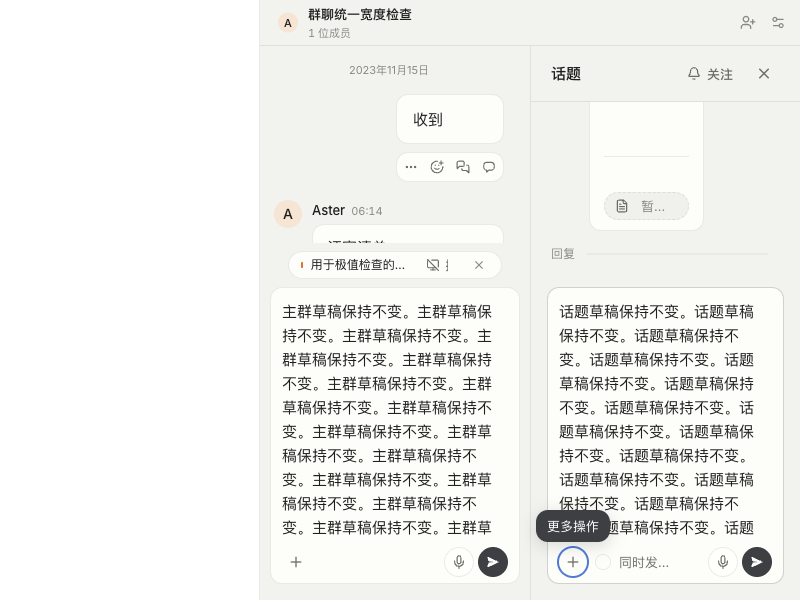 A
群聊统一宽度检查
1 位成员
2023年11月15日
收到
A
Aster 06:14
用于极值检查的...
主群草稿保持不变。主群草稿保
持不变。主群草稿保持不变。主
群草稿保持不变。主群草稿保持
不变。主群草稿保持不变。主群
草稿保持不变。主群草稿保持不
变。主群草稿保持不变。主群草
稿保持不变。主群草稿保持不
变。主群草稿保持不变。主群草
稿保持不变。主群草稿保持不
变。主群草稿保持不变。主群草
话题
关注
暂...
回复
话题草稿保持不变。话题草稿
保持不变。话题草稿保持不
变。话题草稿保持不变。话题
草稿保持不变。话题草稿保持
不变。话题草稿保持不变。话
题草稿保持不变。话题草稿保
持不变。话题草稿保持不变。
话题草稿保持不变。话题草稿
保持不变。话题草稿保持不
题草稿保持不变。话题
更多操作
同时发...